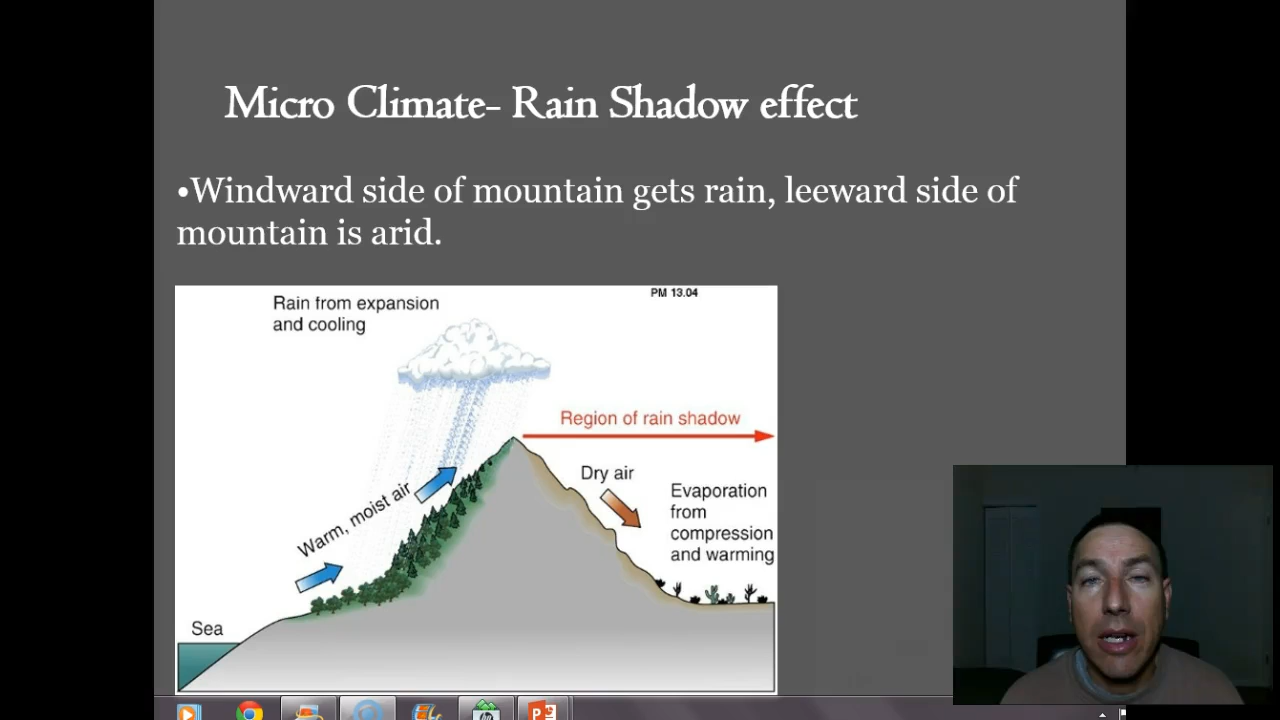 Micro Climate- Rain Shadow effect
•Windward side of mountain gets rain, leeward side of
mountain is arid.
PM 13.04
Rain from expansion
and cooling
Region of rain shadow
Dry air
Warm, moist air
Evaporation
from
compression
and warming
Sea